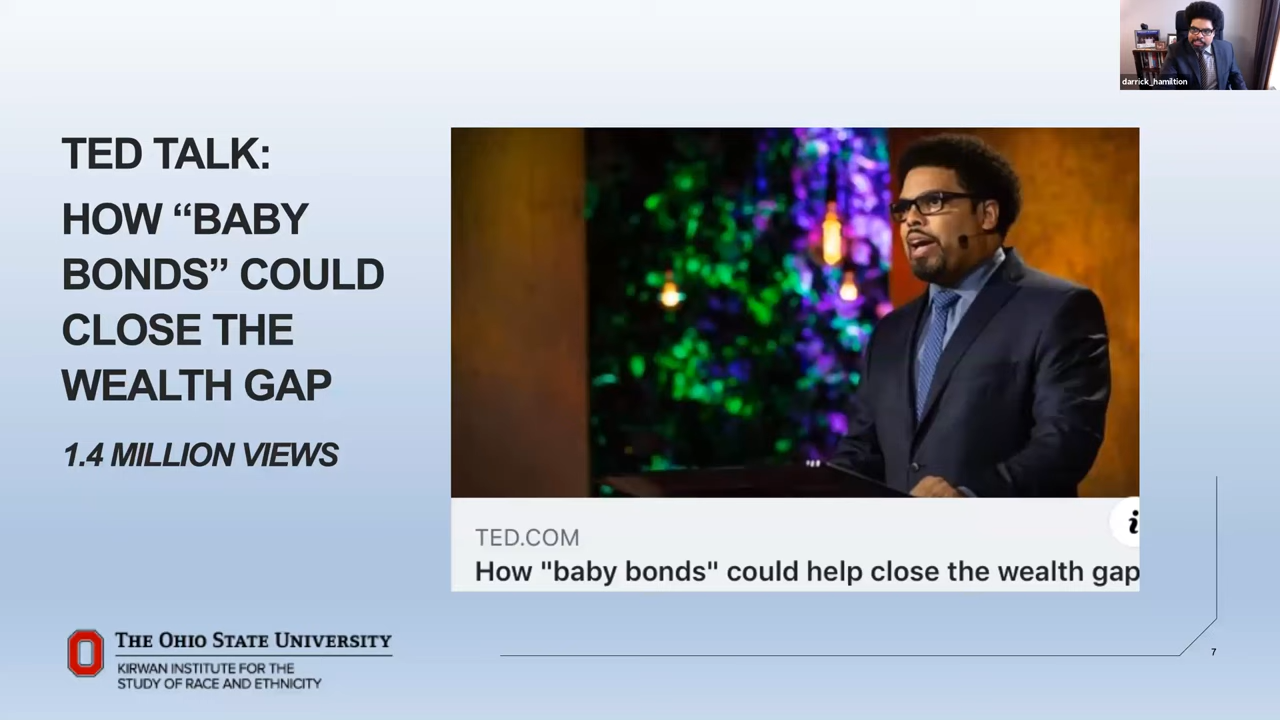 darrick_hamiltion
TED TALK:
HOW “BABY
BONDS” COULD
CLOSE THE
WEALTH GAP
1.4 MILLION VIEWS
TED.COM
How "baby bonds" could help close the wealth gap
i
THE OHIO STATE UNIVERSITY
KIRWAN INSTITUTE FOR THE
STUDY OF RACE AND ETHNICITY
7